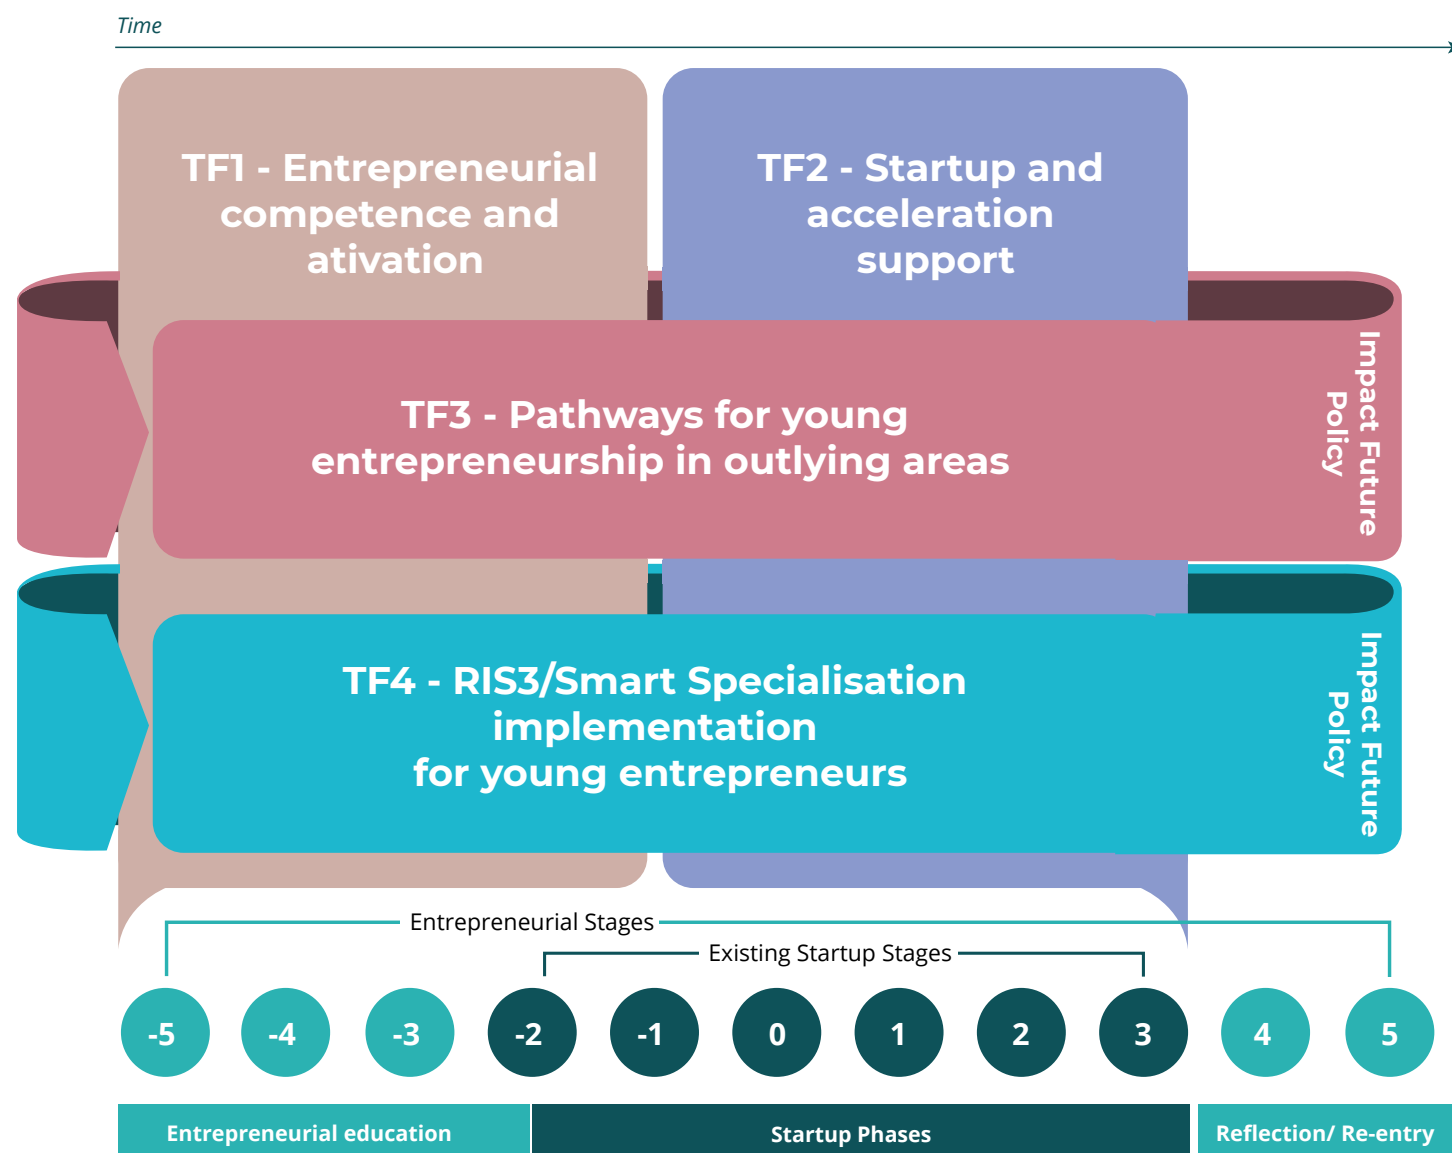 Time
TF1 - Entrepreneurial
competence and
ativation
TF2 - Startup and
acceleration
support
TF3 - Pathways for young
entrepreneurship in outlying areas
Impact Future
Policy
TF4 - RIS3/Smart Specialisation
implementation
for young entrepreneurs
Impact Future
Policy
Entrepreneurial Stages
Existing Startup Stages
-5 -4 -3 -2 -1 0 1 2 3 4 5
Entrepreneurial education
Startup Phases
Reflection/ Re-entry